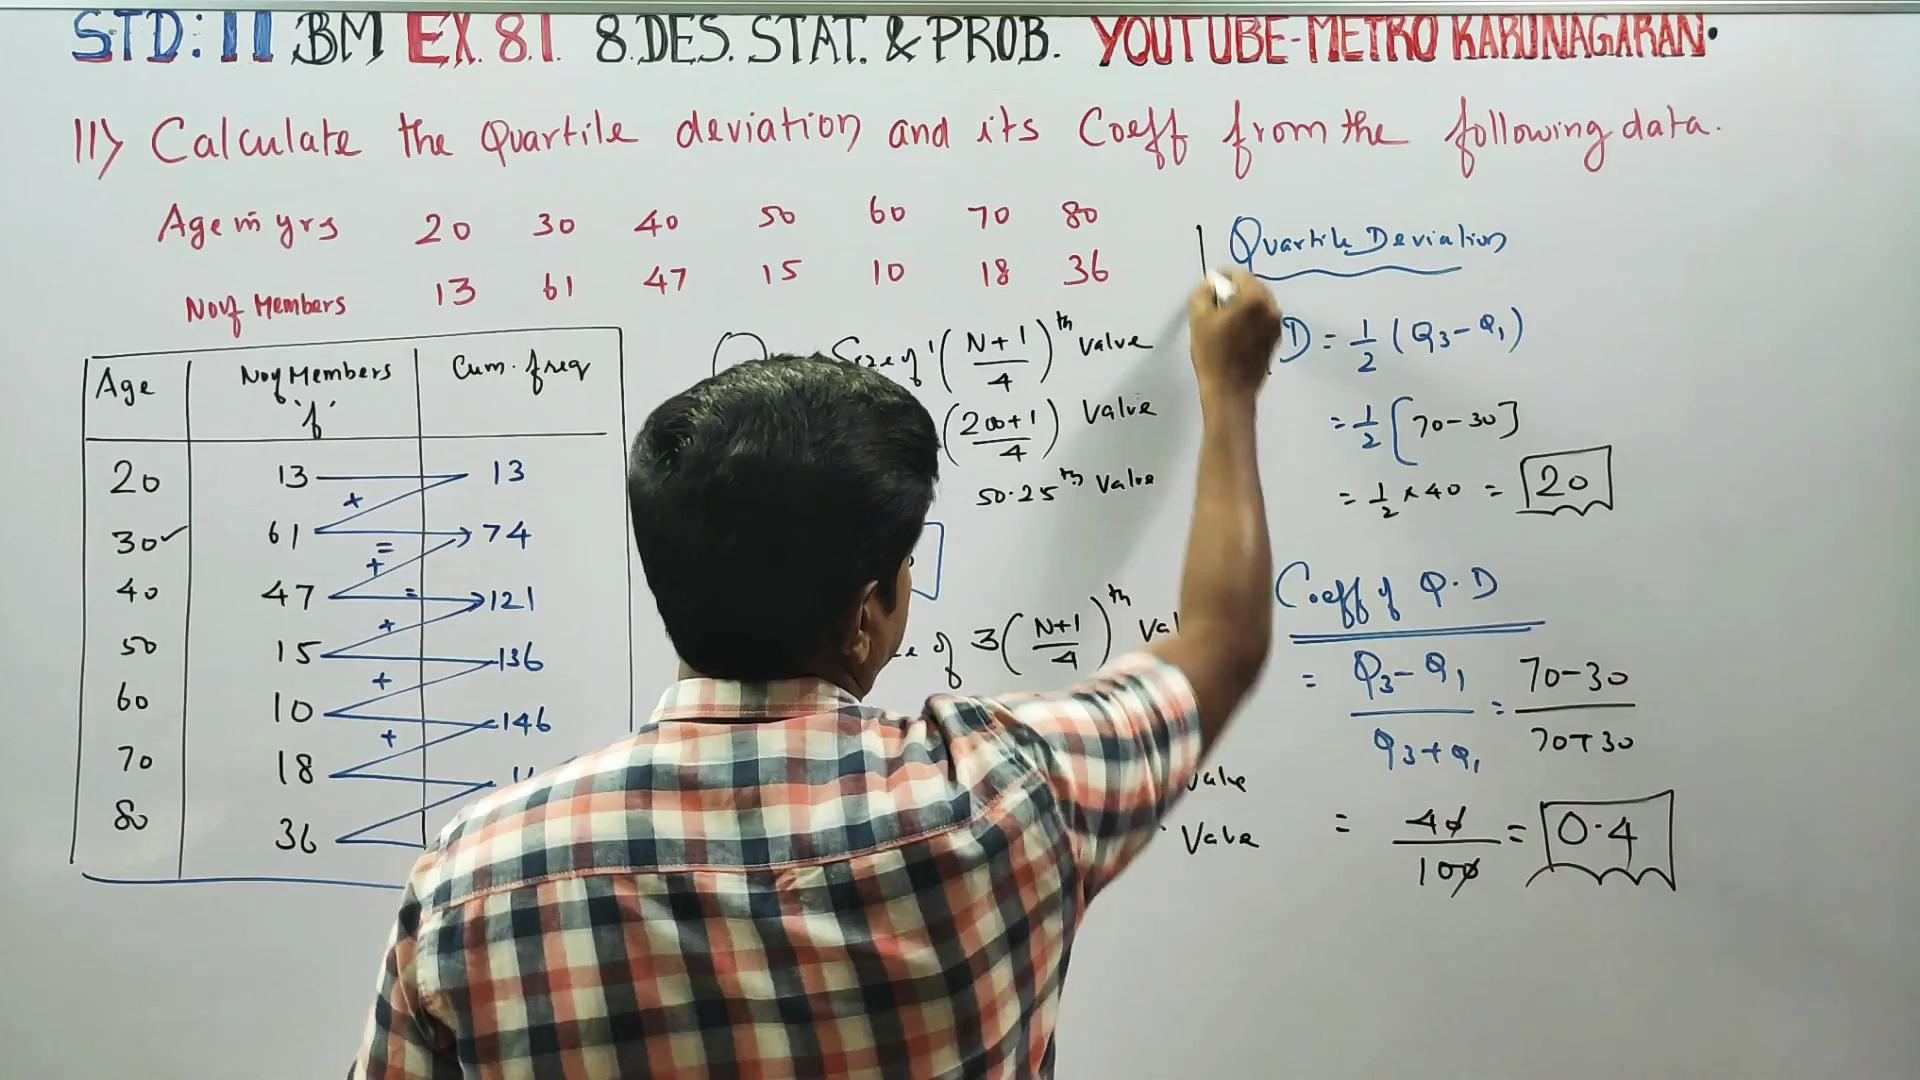 STD: 11 BM EX. 8.1. 8. DES. STAT. & PROB. YOUTUBE-METRO KARUNAGARAN.
11) Calculate the Quartile deviation and its Coeff from the following data.
Age in yrs 20 30 40 50 60 70 80
No of Members 13 61 47 15 10 18 36
Age No of Members 'f' Cum. freq
20 13 13
30✓ 61 74
40 47 121
50 15 136
60 10 146
70 18
80 36
+ = + = + + +
Size of (N+1/4)th value
(200+1/4) value
50.25th value
of 3(N+1/4)th
value
Value
Quartile Deviation
D = 1/2 (Q3 - Q1)
= 1/2 [70-30]
= 1/2 × 40 = 20
Coeff of Q.D
= Q3 - Q1 / Q3 + Q1 = 70-30 / 70+30
= 40 / 100 = 0.4